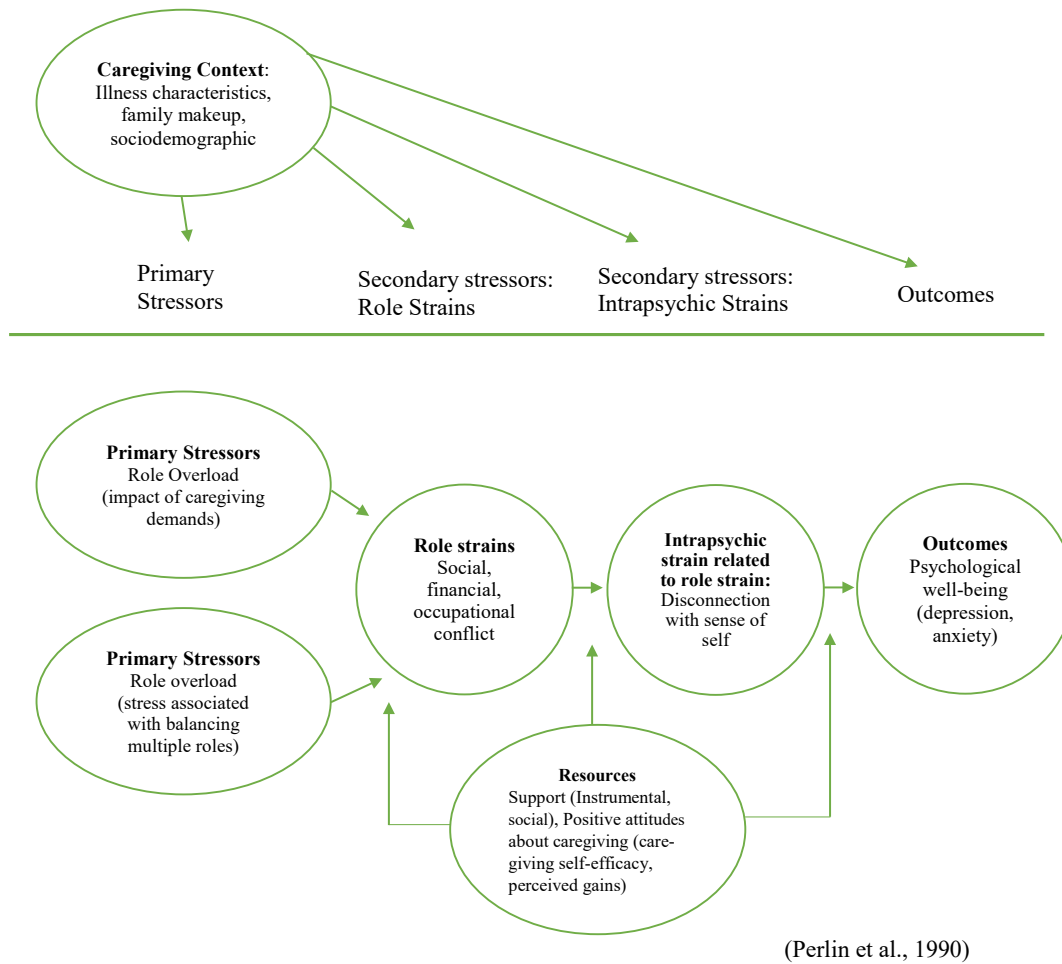 Caregiving Context:
Illness characteristics,
family makeup,
sociodemographic
Primary
Stressors
Secondary stressors:
Role Strains
Secondary stressors:
Intrapsychic Strains
Outcomes
Primary Stressors
Role Overload
(impact of caregiving
demands)
Primary Stressors
Role overload
(stress associated
with balancing
multiple roles)
Role strains
Social,
financial,
occupational
conflict
Intrapsychic
strain related
to role strain:
Disconnection
with sense of
self
Outcomes
Psychological
well-being
(depression,
anxiety)
Resources
Support (Instrumental,
social), Positive attitudes
about caregiving (care-
giving self-efficacy,
perceived gains)
(Perlin et al., 1990)